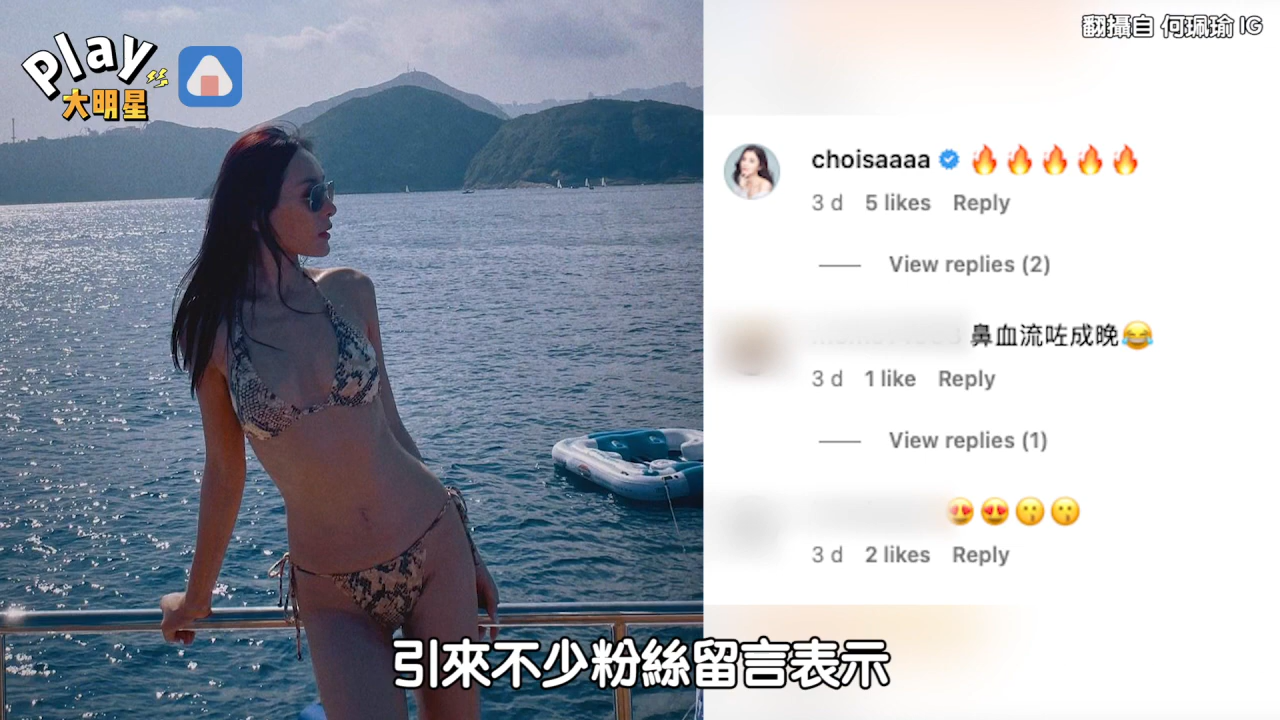 Play
大明星
翻攝自 何珮瑜 IG
choisaaaa 🔥🔥🔥🔥🔥
3 d 5 likes Reply
View replies (2)
鼻血流咗成晚😂
3 d 1 like Reply
View replies (1)
😍😍😗😗
3 d 2 likes Reply
引來不少粉絲留言表示